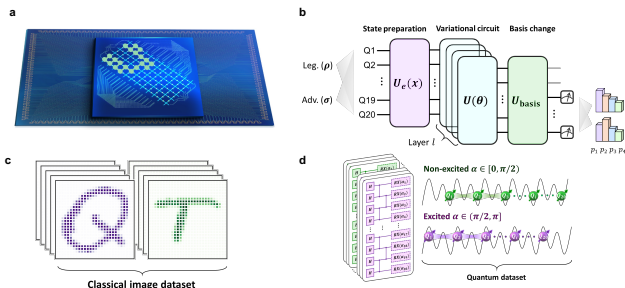 a
b
State preparation Variational circuit Basis change
Leg. (ρ)
Adv. (σ)
Q1
Q2
Q19
Q20
U_e(x)
U(θ)
U_basis
Layer l
p₁ p₂ p₃ p₄
c
Classical image dataset
d
Non-excited α ∈ [0, π/2)
Excited α ∈ (π/2, π]
Quantum dataset